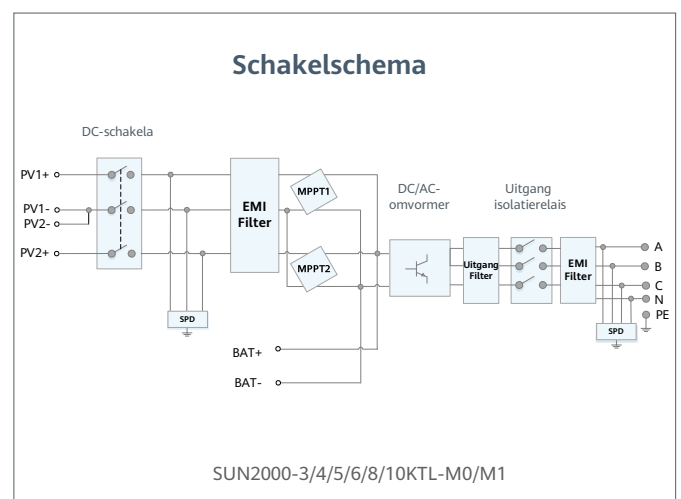 Schakelschema
DC-schakela
PV1+
PV1-
PV2-
PV2+
EMI
Filter
MPPT1
MPPT2
DC/AC-
omvormer
Uitgang
isolatierelais
Uitgang
Filter
EMI
Filter
A
B
C
N
PE
SPD
SPD
BAT+
BAT-
SUN2000-3/4/5/6/8/10KTL-M0/M1